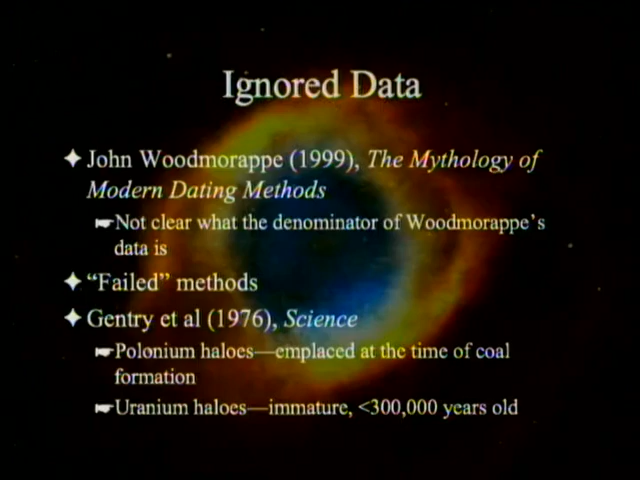 Ignored Data
John Woodmorappe (1999), The Mythology of
Modern Dating Methods
Not clear what the denominator of Woodmorappe's
data is
“Failed” methods
Gentry et al (1976), Science
Polonium haloes—emplaced at the time of coal
formation
Uranium haloes—immature, <300,000 years old